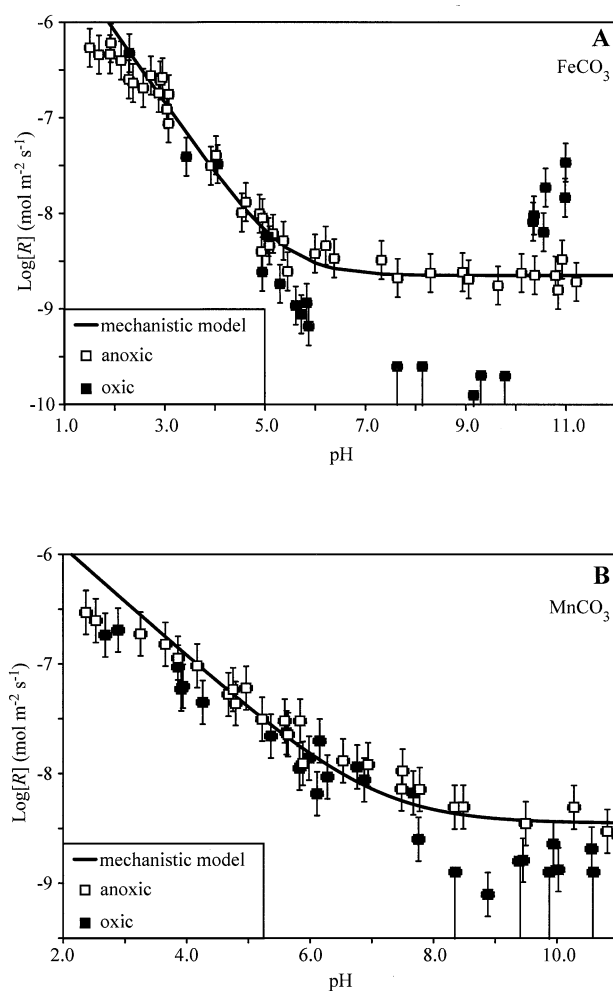 -6
A
FeCO3
-7
Log[R] (mol m-2 s-1)
-8
-9
mechanistic model
anoxic
oxic
-10
1.0 3.0 5.0 7.0 9.0 11.0
pH
-6
B
MnCO3
-7
Log[R] (mol m-2 s-1)
-8
mechanistic model
-9
anoxic
oxic
2.0 4.0 6.0 8.0 10.0
pH